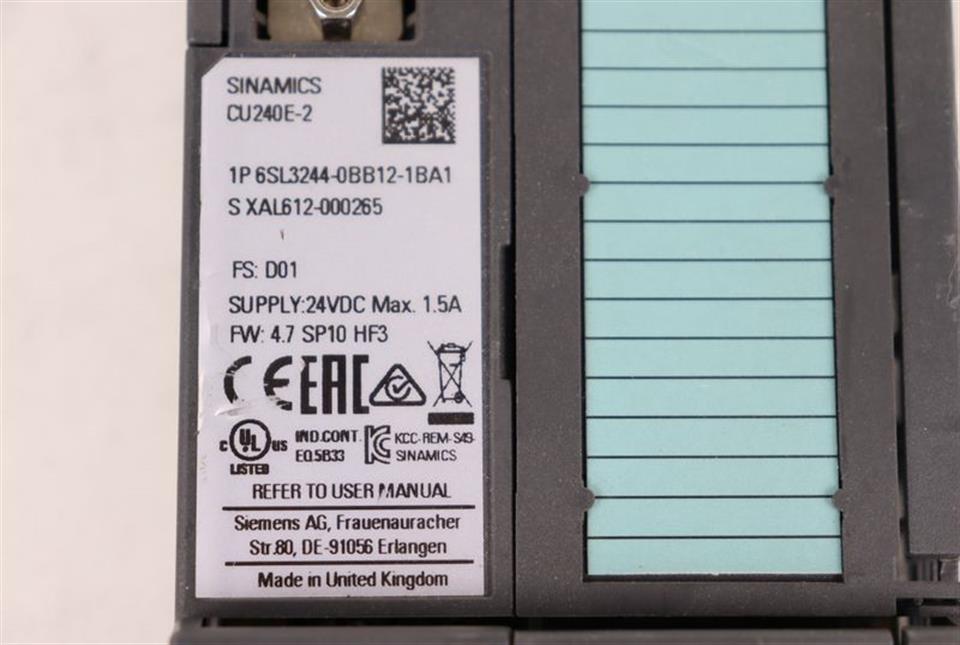 SINAMICS
CU240E-2
1P 6SL3244-0BB12-1BA1
S XAL612-000265
FS: D01
SUPPLY:24VDC Max. 1.5A
FW: 4.7 SP10 HF3
CE EAC
C UL US LISTED
IND.CONT.
EQ.5B33
KCC-REM-S49-
SINAMICS
REFER TO USER MANUAL
Siemens AG, Frauenauracher
Str.80, DE-91056 Erlangen
Made in United Kingdom